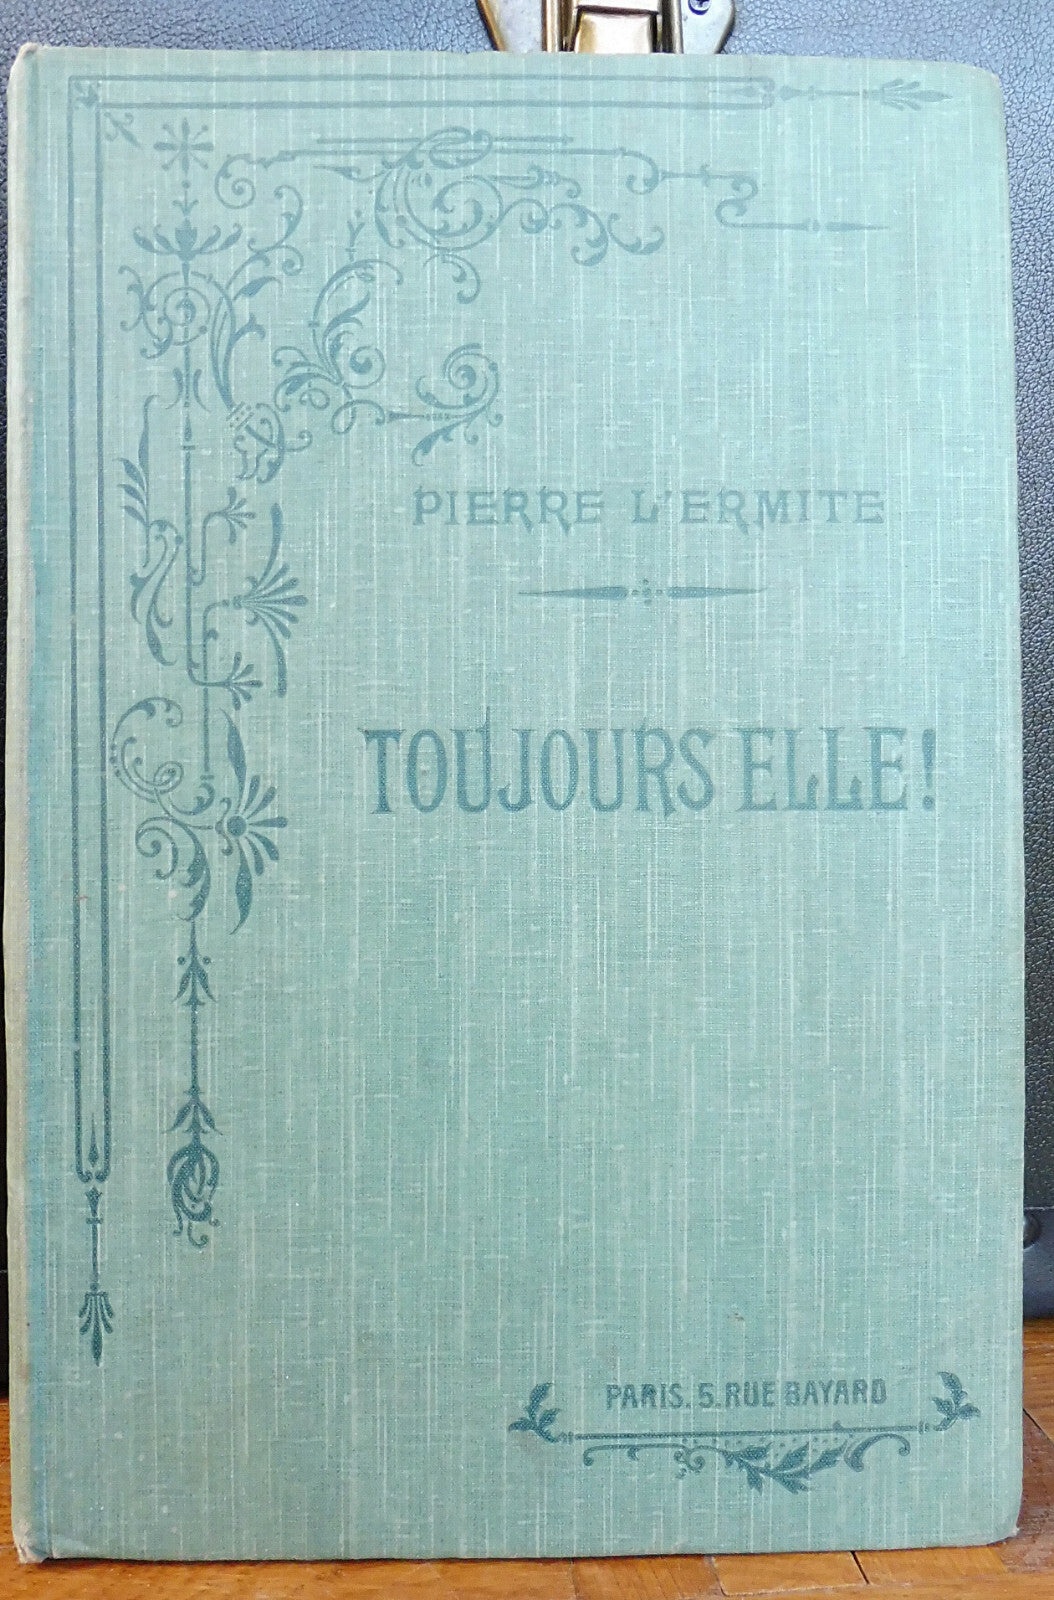 PIERRE L'ERMITE
TOUJOURS ELLE!
PARIS. 5. RUE BAYARD